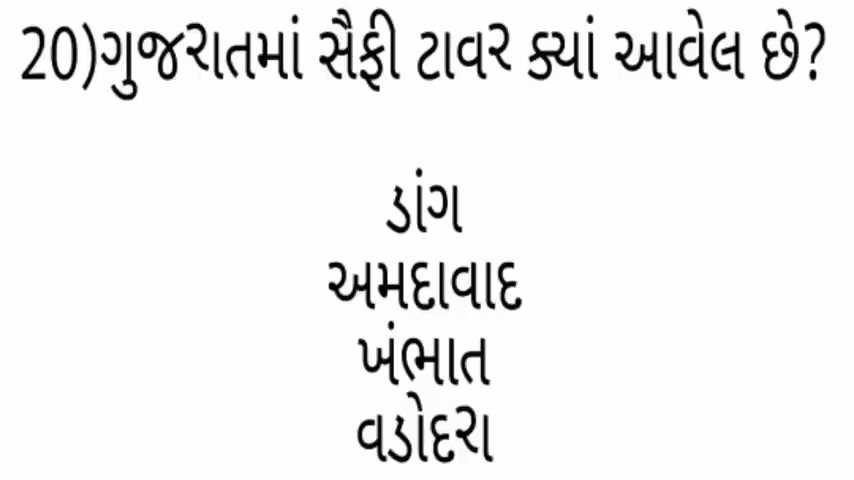 20)ગુજરાતમાં સૈફી ટાવર ક્યાં આવેલ છે?
ડાંગ
અમદાવાદ
ખંભાત
વડોદરા